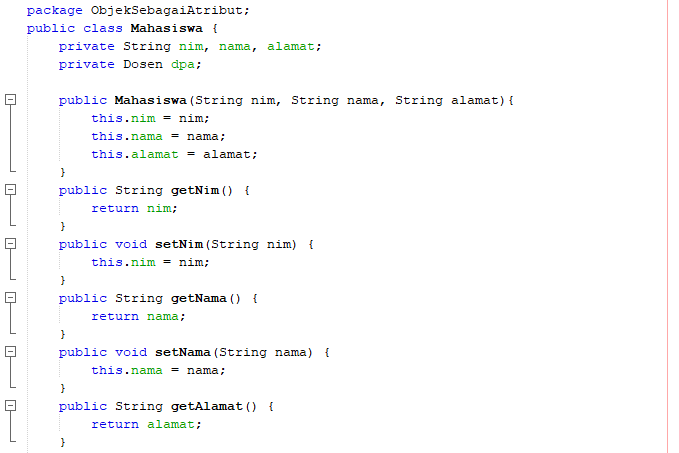 package ObjekSebagaiAtribut;
public class Mahasiswa {
    private String nim, nama, alamat;
    private Dosen dpa;

    public Mahasiswa(String nim, String nama, String alamat){
        this.nim = nim;
        this.nama = nama;
        this.alamat = alamat;
    }
    public String getNim() {
        return nim;
    }
    public void setNim(String nim) {
        this.nim = nim;
    }
    public String getNama() {
        return nama;
    }
    public void setNama(String nama) {
        this.nama = nama;
    }
    public String getAlamat() {
        return alamat;
    }